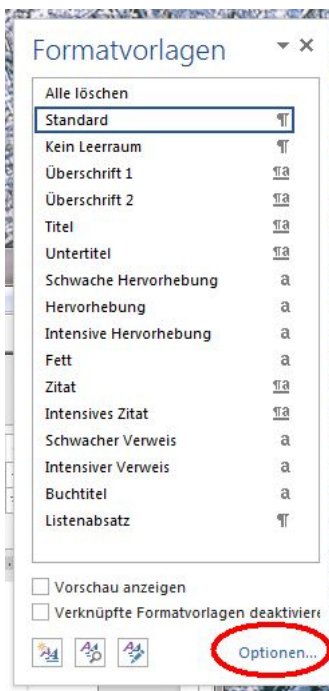 Formatvorlagen
Alle löschen
Standard
Kein Leerraum
Überschrift 1
Überschrift 2
Titel
Untertitel
Schwache Hervorhebung
Hervorhebung
Intensive Hervorhebung
Fett
Zitat
Intensives Zitat
Schwacher Verweis
Intensiver Verweis
Buchtitel
Listenabsatz
Vorschau anzeigen
Verknüpfte Formatvorlagen deaktiviere
Optionen...